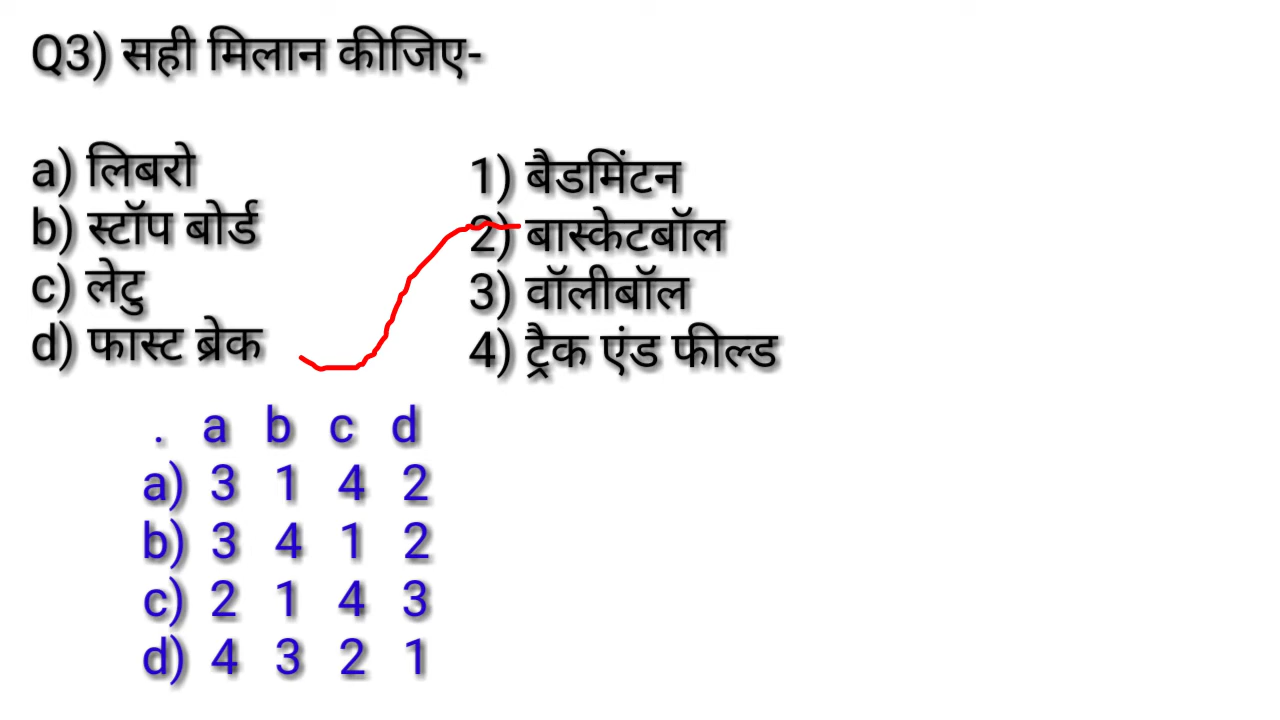 Q3) सही मिलान कीजिए-
a) लिबरो 1) बैडमिंटन
b) स्टॉप बोर्ड 2) बास्केटबॉल
c) लेटु 3) वॉलीबॉल
d) फास्ट ब्रेक 4) ट्रैक एंड फील्ड
. a b c d
a) 3 1 4 2
b) 3 4 1 2
c) 2 1 4 3
d) 4 3 2 1